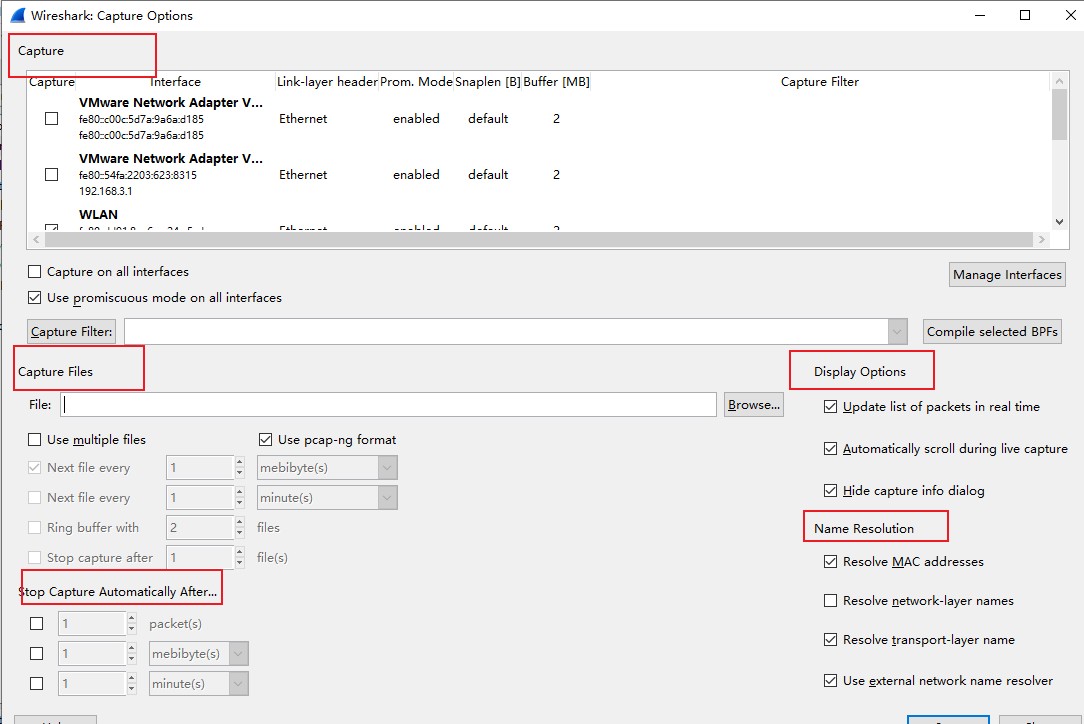 Wireshark: Capture Options
Capture
Capture Interface Link-layer header Prom. Mode Snaplen [B] Buffer [MB] Capture Filter
VMware Network Adapter V...
fe80::c00c:5d7a:9a6a:d185
fe80::c00c:5d7a:9a6a:d185
Ethernet enabled default 2
VMware Network Adapter V...
fe80::54fa:2203:623:8315
192.168.3.1
Ethernet enabled default 2
WLAN
Capture on all interfaces
Manage Interfaces
Use promiscuous mode on all interfaces
Capture Filter:
Compile selected BPFs
Capture Files
File:
Browse...
Use multiple files
Use pcap-ng format
Next file every 1 mebibyte(s)
Next file every 1 minute(s)
Ring buffer with 2 files
Stop capture after 1 file(s)
Stop Capture Automatically After...
1 packet(s)
1 mebibyte(s)
1 minute(s)
Display Options
Update list of packets in real time
Automatically scroll during live capture
Hide capture info dialog
Name Resolution
Resolve MAC addresses
Resolve network-layer names
Resolve transport-layer name
Use external network name resolver